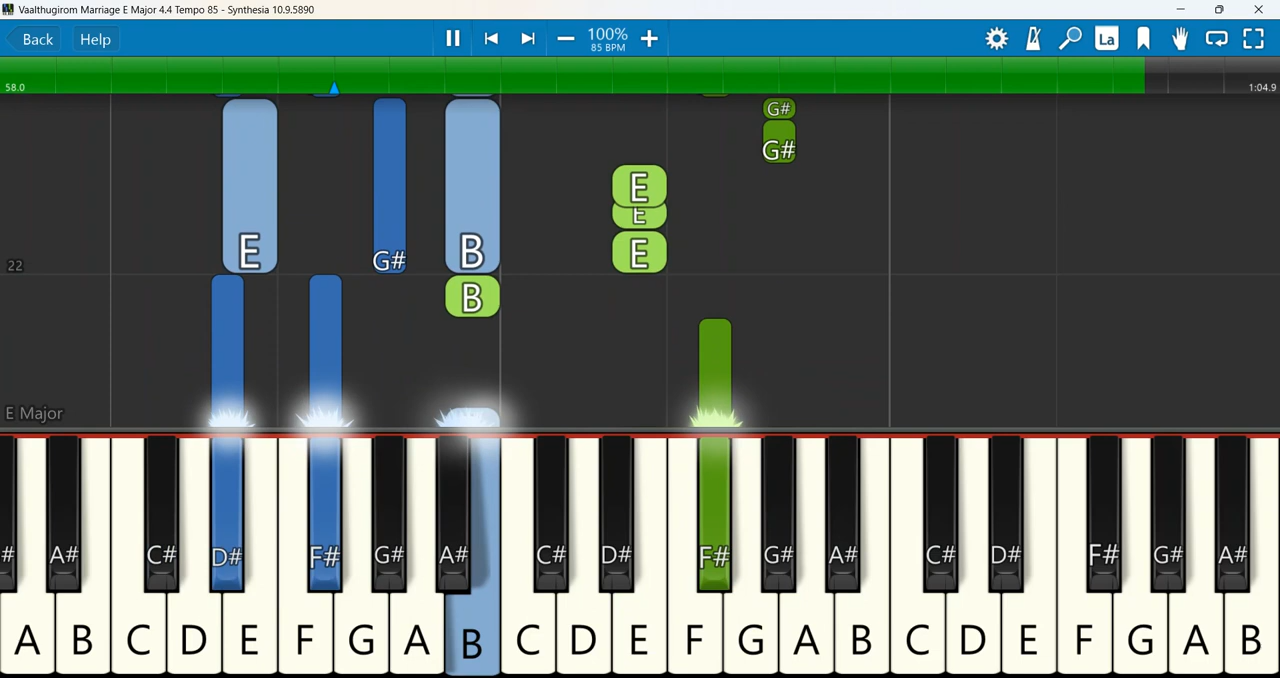 Vaalthugirom Marriage E Major 4.4 Tempo 85 - Synthesia 10.9.5890
Back Help 100% La
85 BPM
58.0 1:04.9
G#
G#
E
E
E G# B E
22
B
E Major
# A# C# D# F# G# A# C# D# F# G# A# C# D# F# G# A#
A B C D E F G A B C D E F G A B C D E F G A B